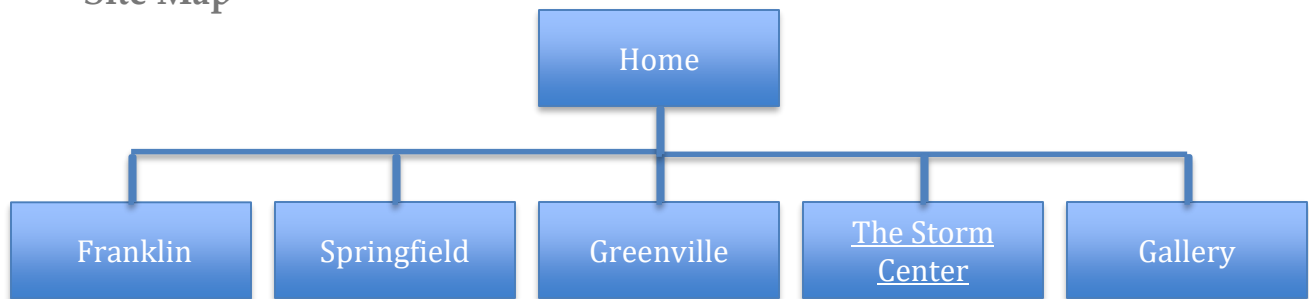 Site Map
Home
Franklin
Springfield
Greenville
The Storm
Center
Gallery